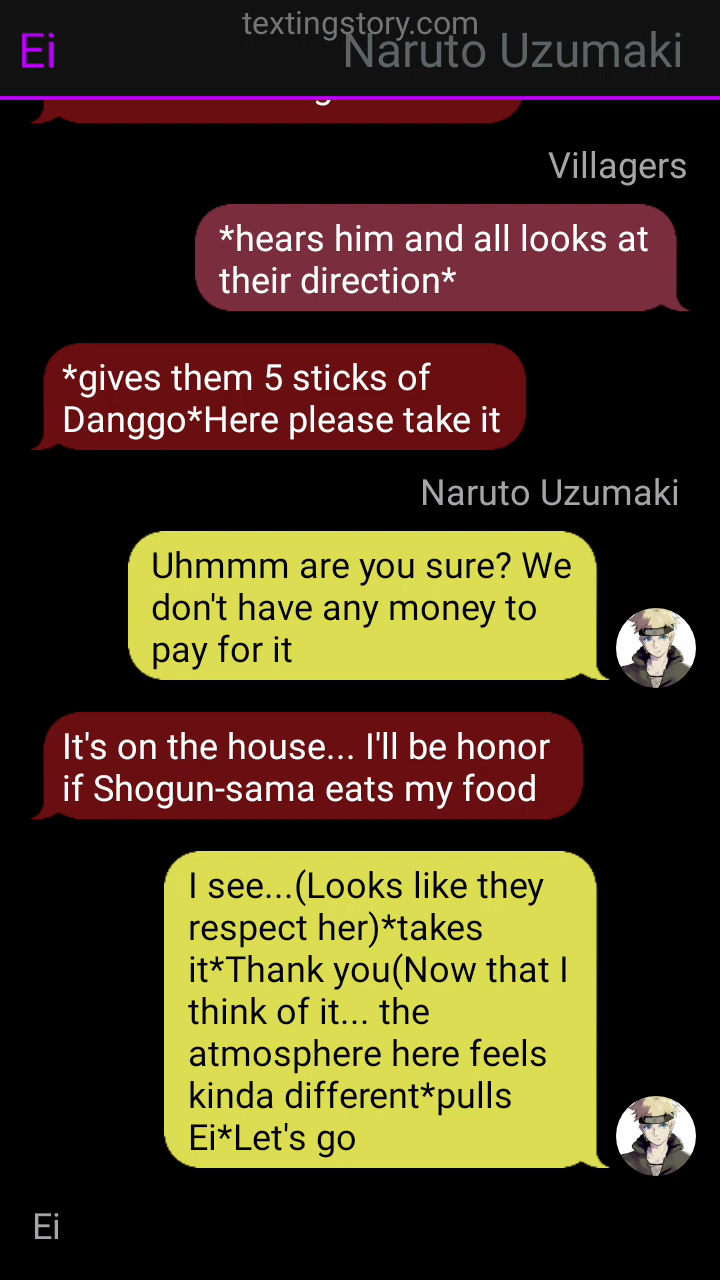 textingstory.com
Ei
Naruto Uzumaki
Villagers
*hears him and all looks at
their direction*
*gives them 5 sticks of
Danggo*Here please take it
Naruto Uzumaki
Uhmmm are you sure? We
don't have any money to
pay for it
It's on the house... I'll be honor
if Shogun-sama eats my food
I see...(Looks like they
respect her)*takes
it*Thank you(Now that I
think of it... the
atmosphere here feels
kinda different*pulls
Ei*Let's go
Ei